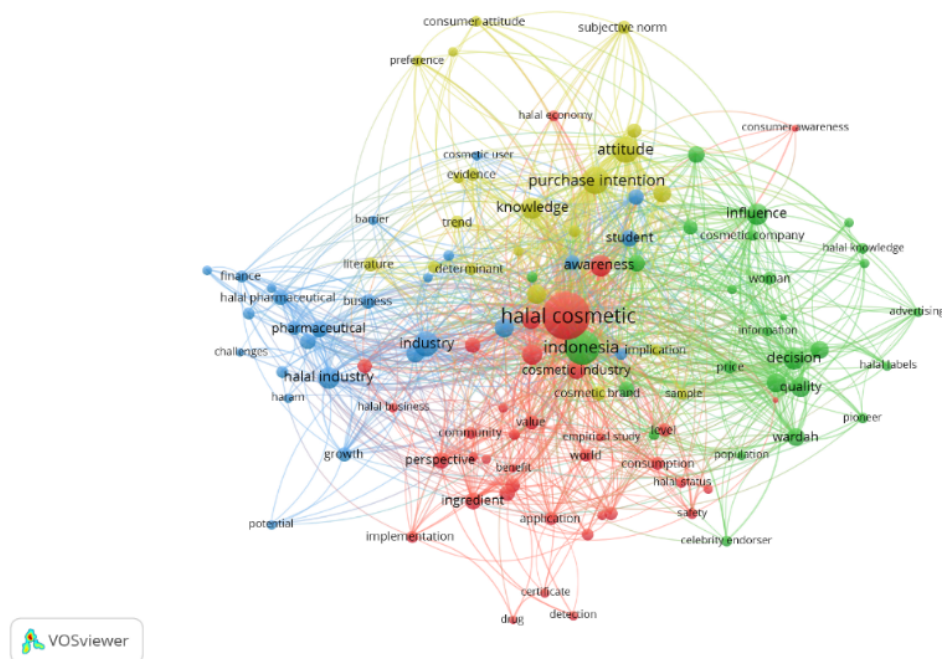 consumer attitude
subjective norm
preference
halal economy
consumer awareness
attitude
cosmetic user
evidence
purchase intention
knowledge
influence
barrier
trend
student
cosmetic company
halal knowledge
literature
determinant
awareness
finance
woman
halal pharmaceutical
business
halal cosmetic
advertising
pharmaceutical
information
challenges
industry
indonesia
implication
decision
halal industry
cosmetic industry
price
halal labels
quality
haram
cosmetic brand
sample
halal business
value
pioneer
community
empirical study
level
wardah
growth
perspective
benefit
world
consumption
population
ingredient
halal status
potential
application
safety
implementation
celebrity endorser
certificate
drug
detection
VOSviewer